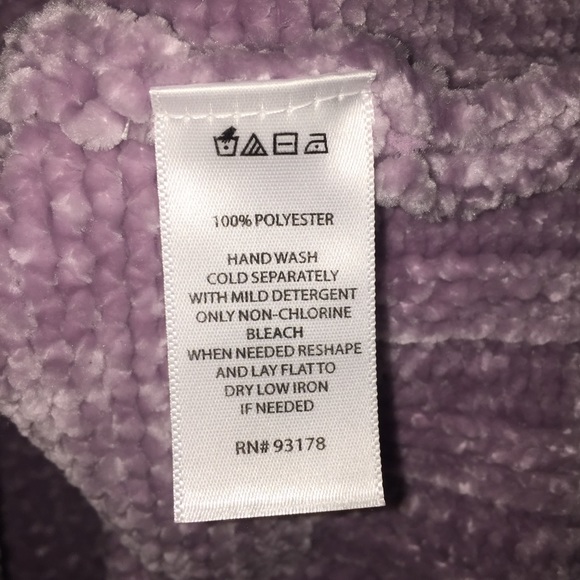 100% POLYESTER
HAND WASH
COLD SEPARATELY
WITH MILD DETERGENT
ONLY NON-CHLORINE
BLEACH
WHEN NEEDED RESHAPE
AND LAY FLAT TO
DRY LOW IRON
IF NEEDED
RN# 93178